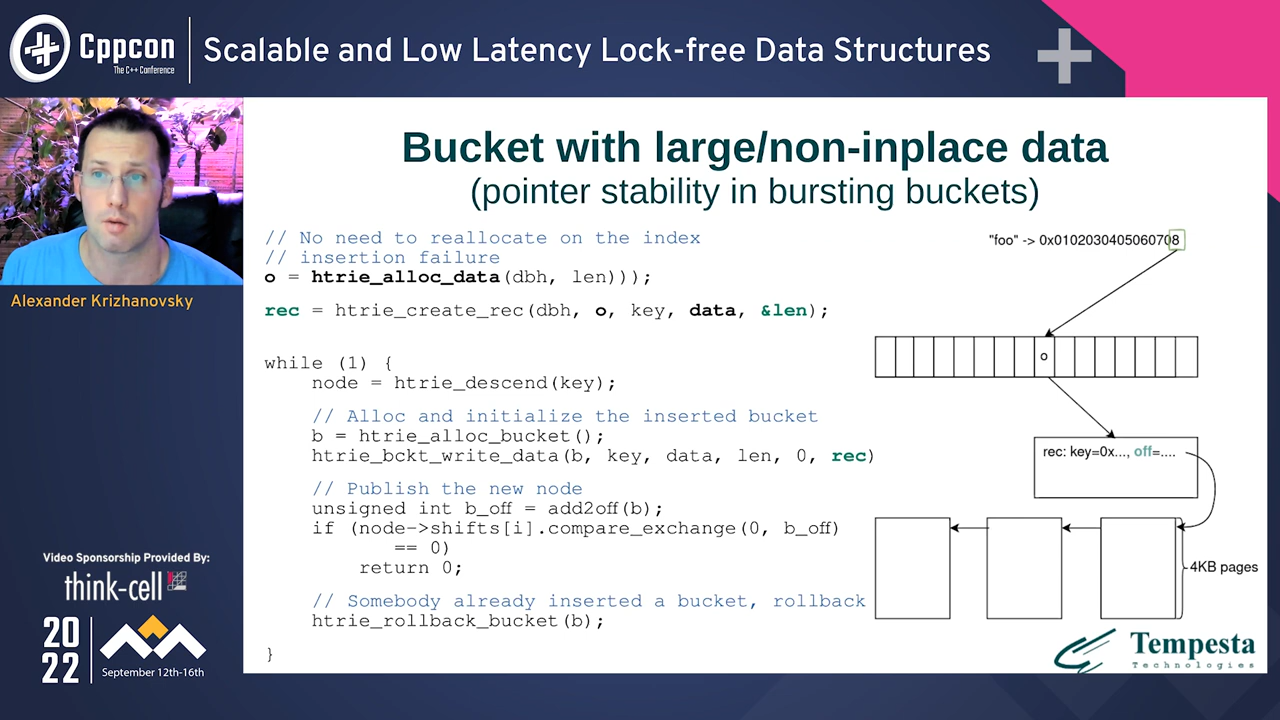 Cppcon
The C++ Conference
Scalable and Low Latency Lock-free Data Structures
Alexander Krizhanovsky
Bucket with large/non-inplace data
(pointer stability in bursting buckets)
// No need to reallocate on the index
// insertion failure
o = htrie_alloc_data(dbh, len)));
rec = htrie_create_rec(dbh, o, key, data, &len);
while (1) {
node = htrie_descend(key);
// Alloc and initialize the inserted bucket
b = htrie_alloc_bucket();
htrie_bckt_write_data(b, key, data, len, 0, rec)
// Publish the new node
unsigned int b_off = add2off(b);
if (node->shifts[i].compare_exchange(0, b_off)
== 0)
return 0;
// Somebody already inserted a bucket, rollback
htrie_rollback_bucket(b);
}
"foo" -> 0x0102030405060708
o
rec: key=0x..., off=....
4KB pages
Tempesta
Technologies
Video Sponsorship Provided By:
think-cell
20
22
September 12th-16th